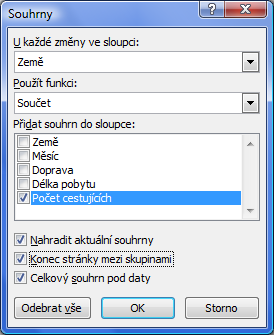 Souhrny
U každé změny ve sloupci:
Země
Použít funkci:
Součet
Přidat souhrn do sloupce:
Země
Měsíc
Doprava
Délka pobytu
Počet cestujících
Nahradit aktuální souhrny
Konec stránky mezi skupinami
Celkový souhrn pod daty
Odebrat vše
OK
Storno